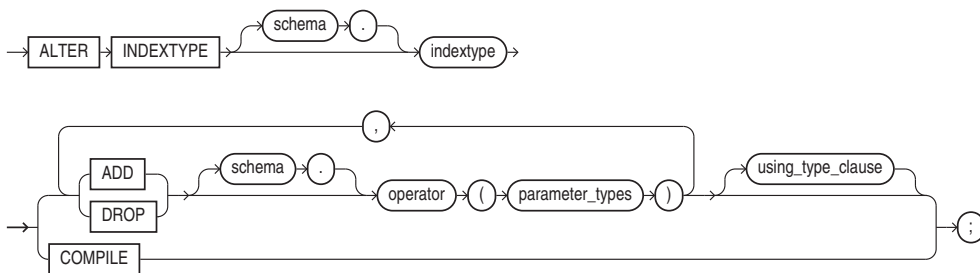 schema .
ALTER INDEXTYPE indextype
,
ADD schema . using_type_clause
DROP operator ( parameter_types )
COMPILE ;